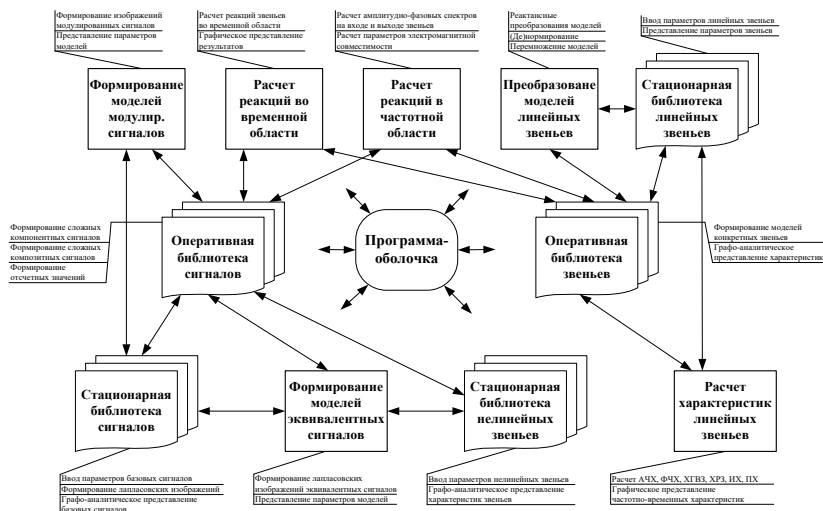 Формирование изображений
модулированных сигналов
Представление параметров
моделей
Расчет реакций звеньев
во временной области
Графическое представление
результатов
Расчет амплитудно-фазовых спектров
на входе и выходе звеньев
Расчет параметров электромагнитной
совместимости
Реактансные
преобразования моделей
(Де)нормирование
Перемножение моделей
Ввод параметров линейных звеньев
Представление параметров звеньев
Формирование
моделей
модулир.
сигналов
Расчет
реакций во
временной
области
Расчет
реакций в
частотной
области
Преобразоване
моделей
линейных
звеньев
Стационарная
библиотека
линейных
звеньев
Формирование сложных
компонентных сигналов
Формирование сложных
композитных сигналов
Формирование
отсчетных значений
Оперативная
библиотека
сигналов
Программа-
оболочка
Оперативная
библиотека
звеньев
Формирование моделей
конкретных звеньев
Графо-аналитическое
представление характеристик
Стационарная
библиотека
сигналов
Формирование
моделей
эквивалентных
сигналов
Стационарная
библиотека
нелинейных
звеньев
Расчет
характеристик
линейных
звеньев
Ввод параметров базовых сигналов
Формирование лапласовских изображений
Графо-аналитическое представление
базовых сигналов
Формирование лапласовских
изображений эквивалентных сигналов
Представление параметров моделей
Ввод параметров нелинейных звеньев
Графо-аналитическое представление
характеристик звеньев
Расчет АЧХ, ФЧХ, ХГВЗ, ХРЗ, ИХ, ПХ
Графическое представление
частотно-временных характеристик